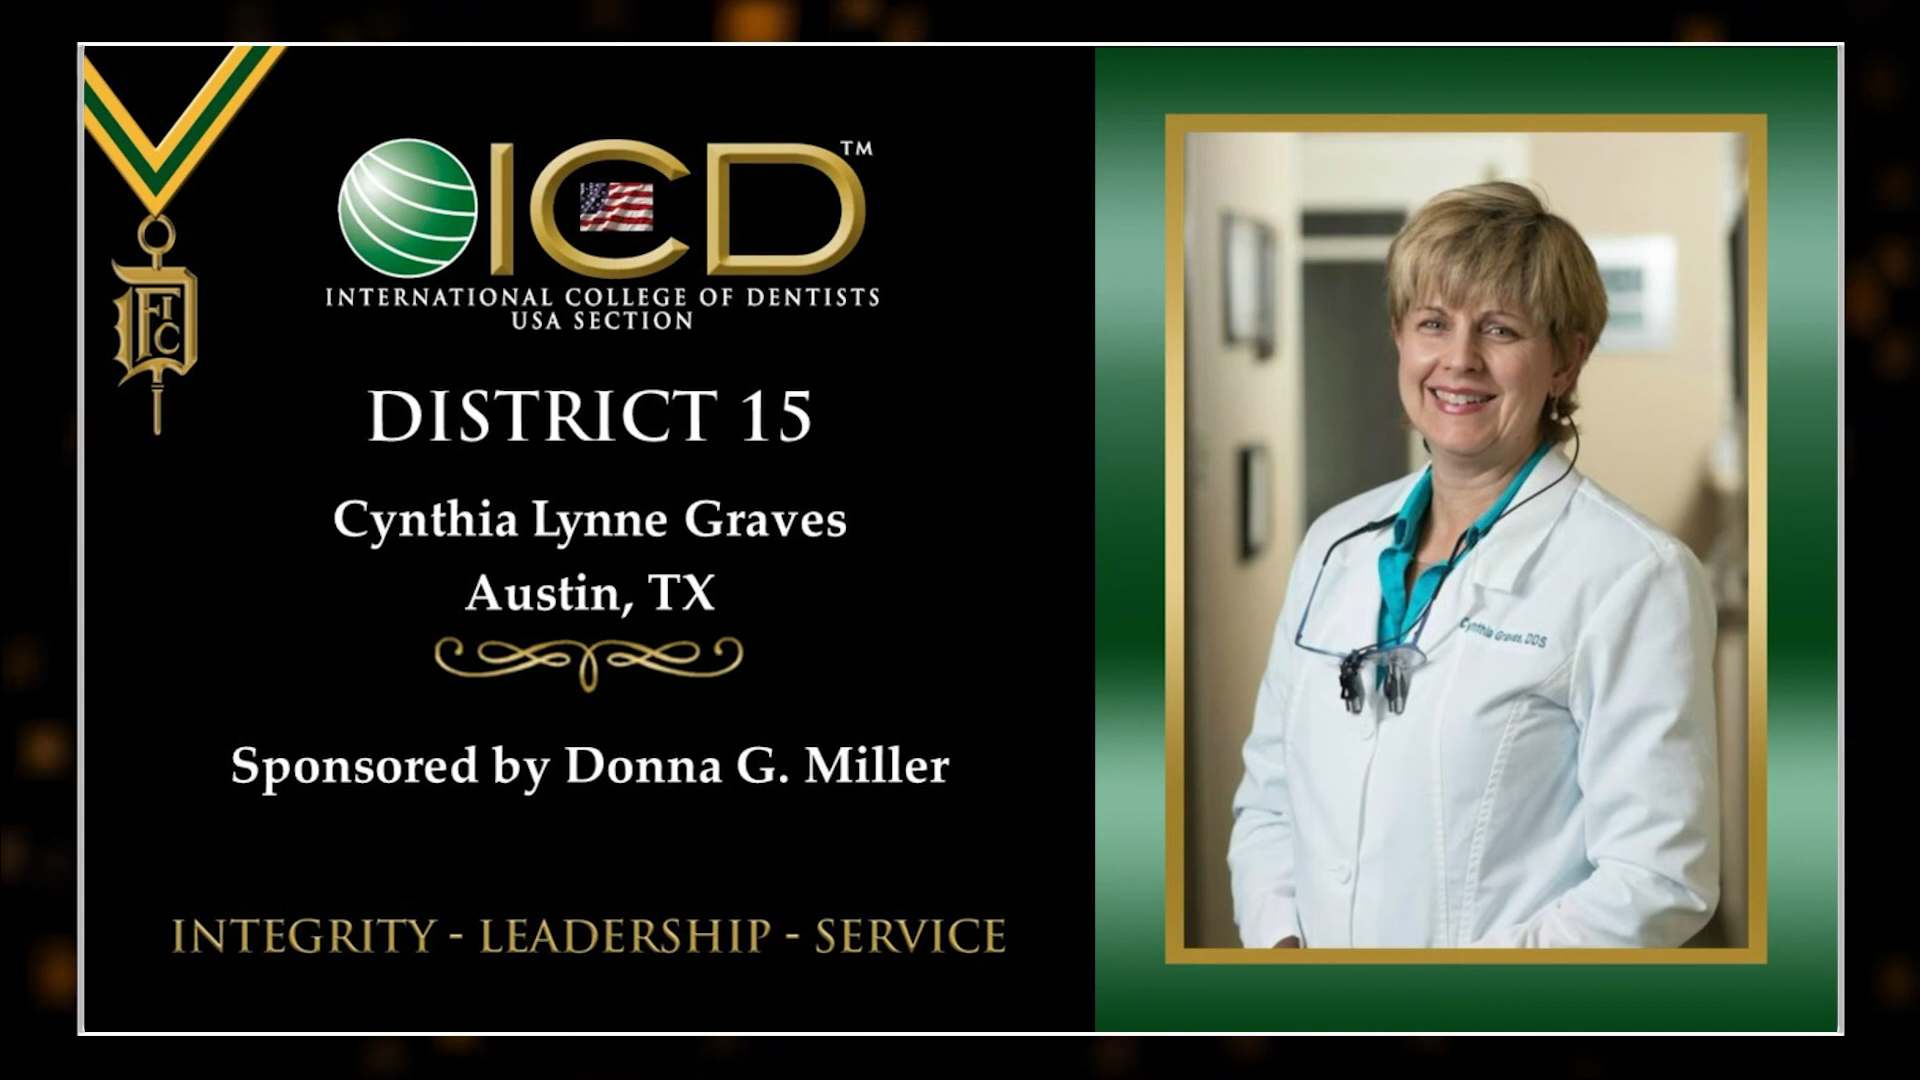 ICD™
INTERNATIONAL COLLEGE OF DENTISTS
USA SECTION
FICD
DISTRICT 15
Cynthia Lynne Graves
Austin, TX
Sponsored by Donna G. Miller
INTEGRITY - LEADERSHIP - SERVICE
Cynthia Graves, DDS